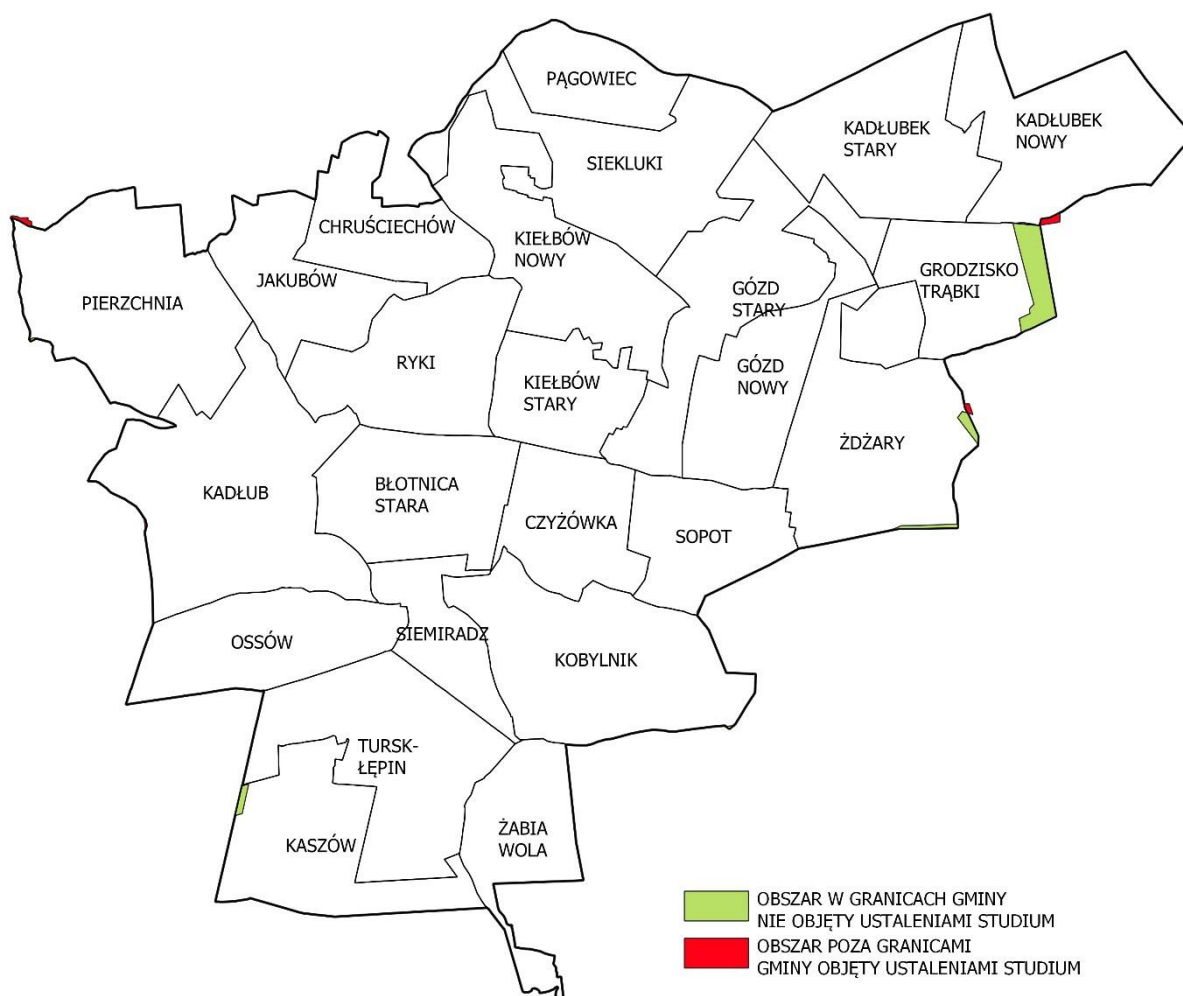 PĄGOWIEC
KADŁUBEK
STARY
KADŁUBEK
NOWY
SIEKLUKI
CHRUŚCIECHÓW
KIEŁBÓW
NOWY
JAKUBÓW
PIERZCHNIA
GÓZD
STARY
GRODZISKO
TRĄBKI
RYKI
KIEŁBÓW
STARY
GÓZD
NOWY
ŻDŻARY
KADŁUB
BŁOTNICA
STARA
CZYŻÓWKA
SOPOT
OSSÓW
SIEMIRADZ
KOBYLNIK
TURSK-
ŁĘPIN
KASZÓW
ŻABIA
WOLA
OBSZAR W GRANICACH GMINY
NIE OBJĘTY USTALENIAMI STUDIUM
OBSZAR POZA GRANICAMI
GMINY OBJĘTY USTALENIAMI STUDIUM